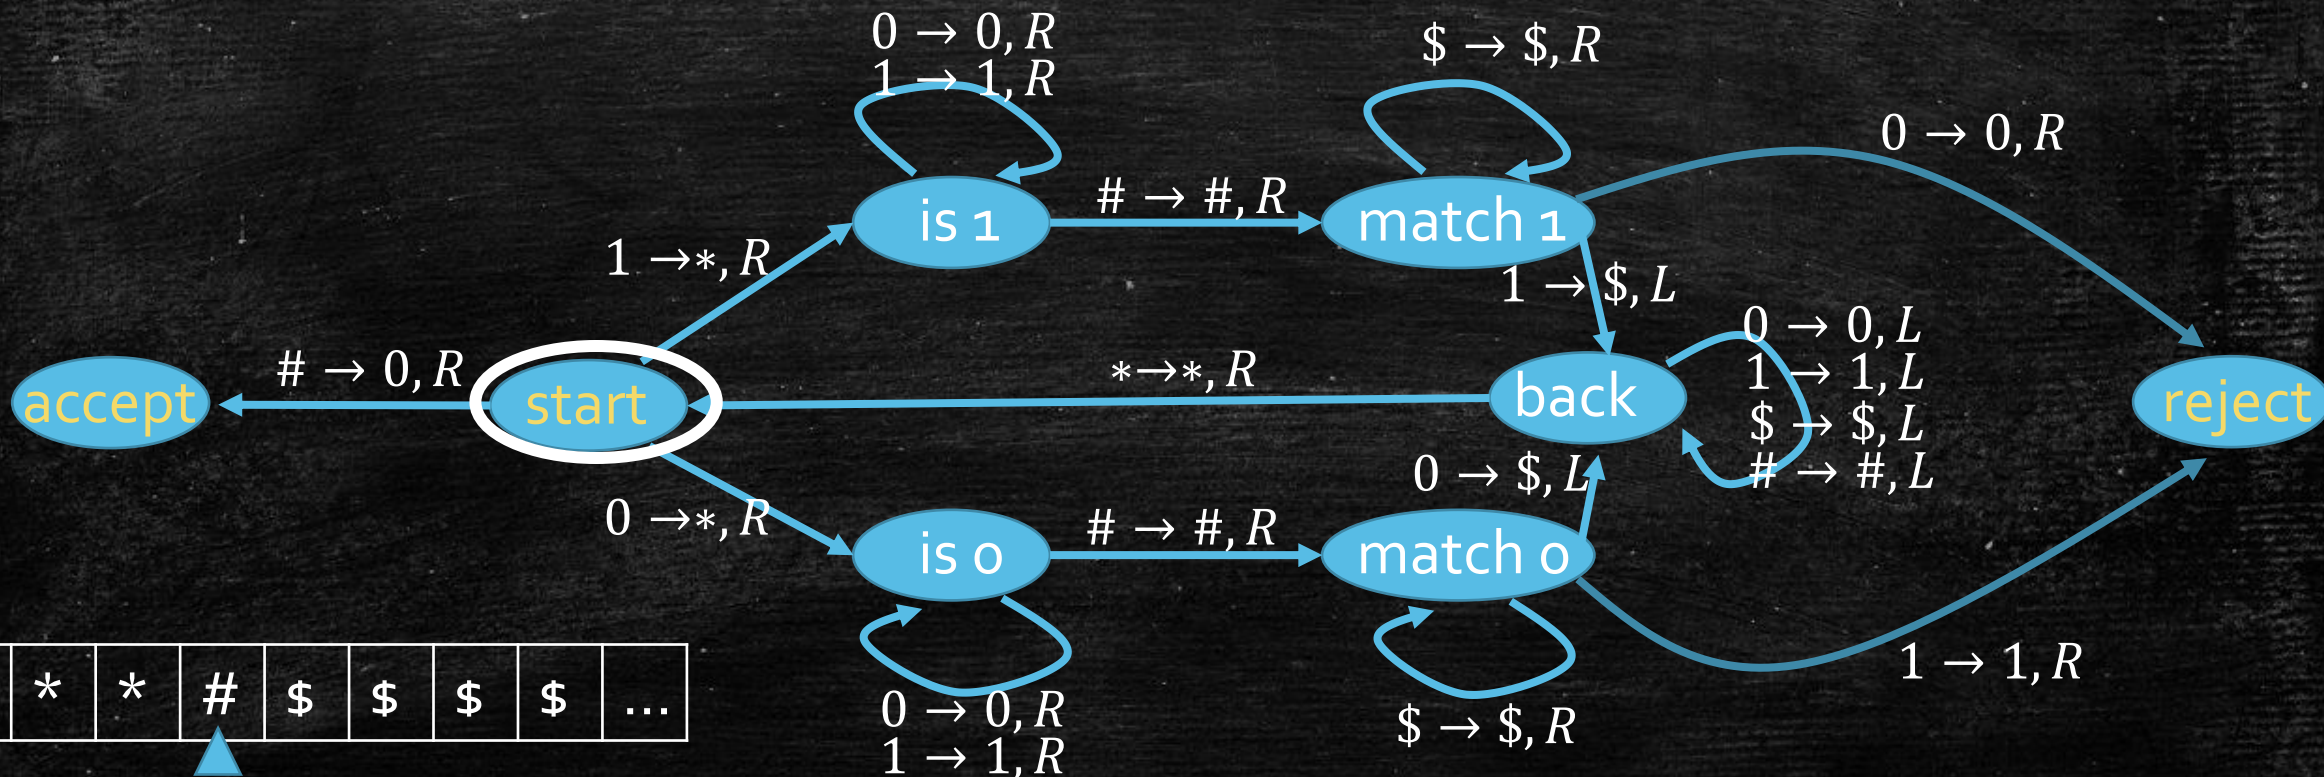 0 → 0, R
1 → 1, R
$ → $, R
0 → 0, R
is 1
# → #, R
match 1
1 →*, R
1 → $, L
0 → 0, L
1 → 1, L
$ → $, L
# → #, L
accept
# → 0, R
start
*→*, R
back
reject
0 → $, L
0 →*, R
is 0
# → #, R
match 0
1 → 1, R
0 → 0, R
1 → 1, R
$ → $, R
* * # $ $ $ $ ...